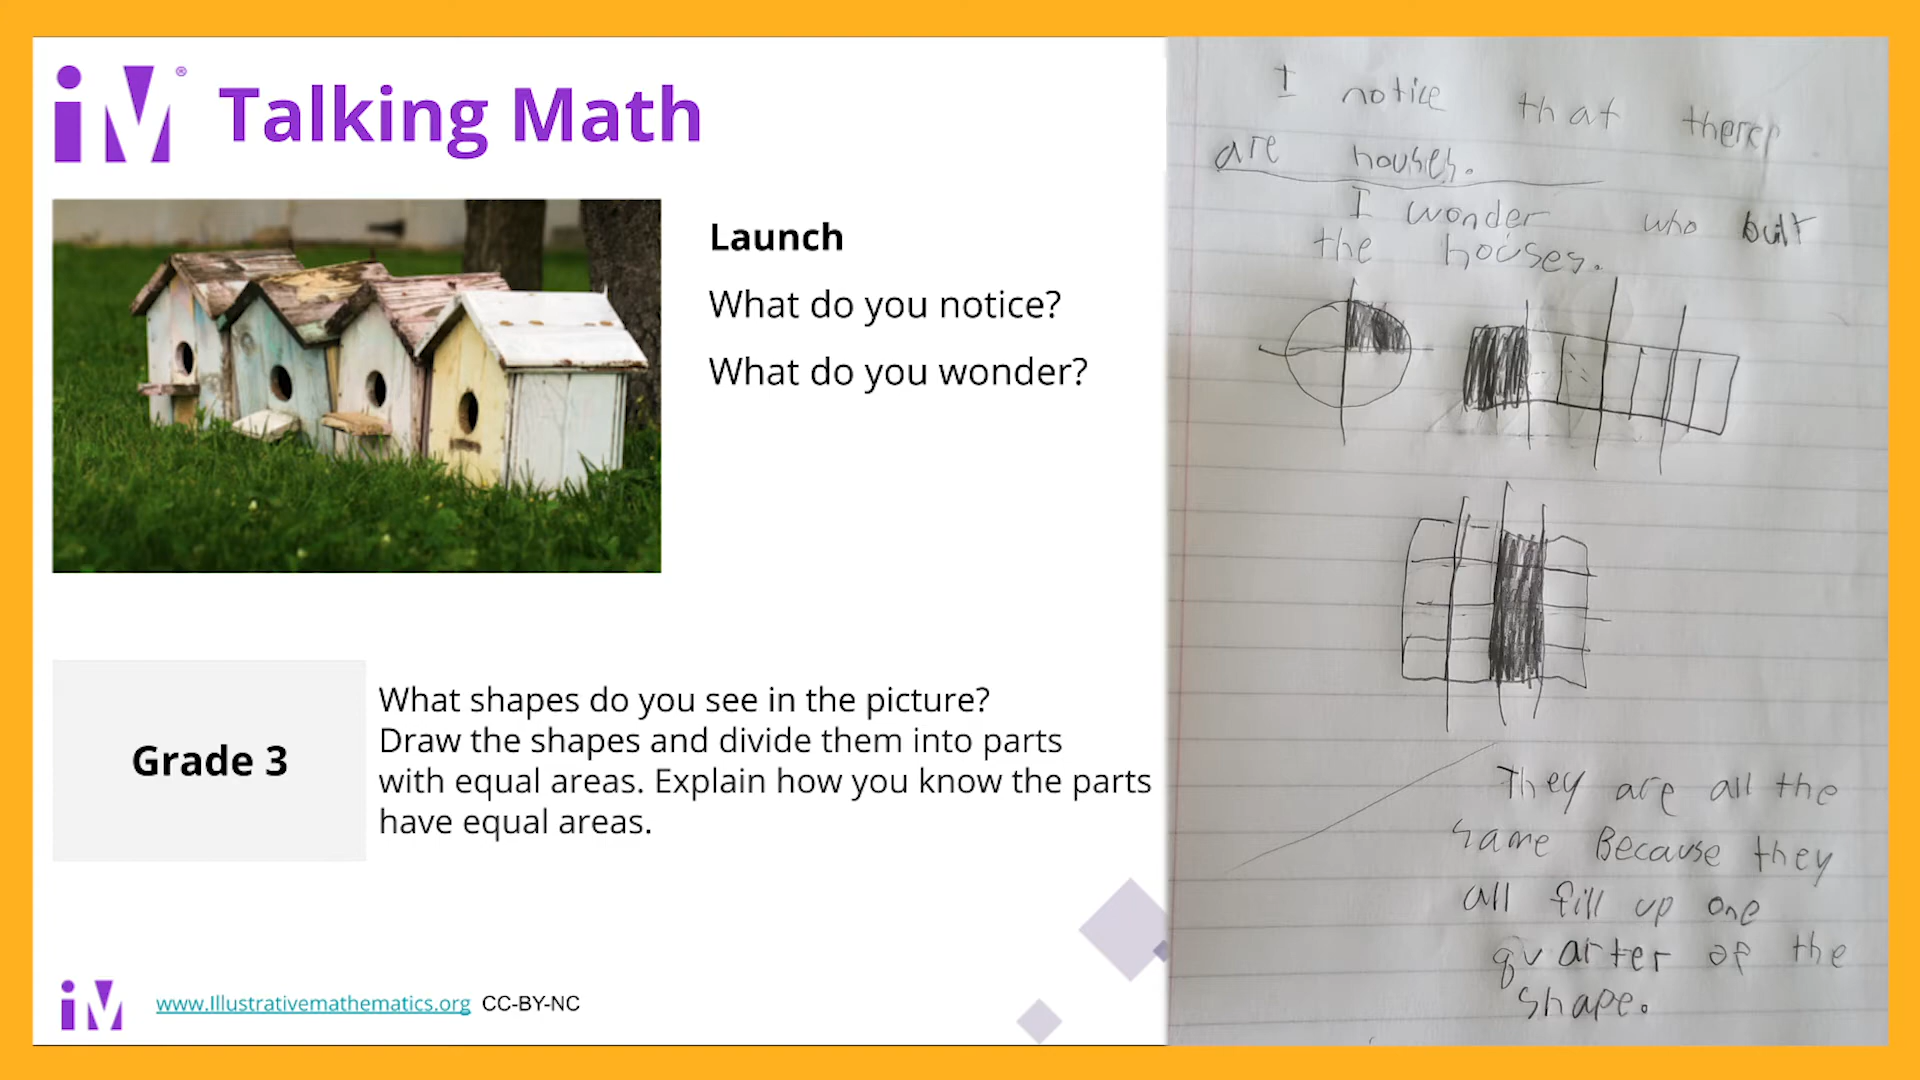 iM® Talking Math
Launch
What do you notice?
What do you wonder?
Grade 3
What shapes do you see in the picture?
Draw the shapes and divide them into parts
with equal areas. Explain how you know the parts
have equal areas.
iM www.Illustrativemathematics.org CC-BY-NC
I notice that there
are houses.
I wonder who built
the houses.
They are all the
same Because they
all fill up one
quarter of the
shape.